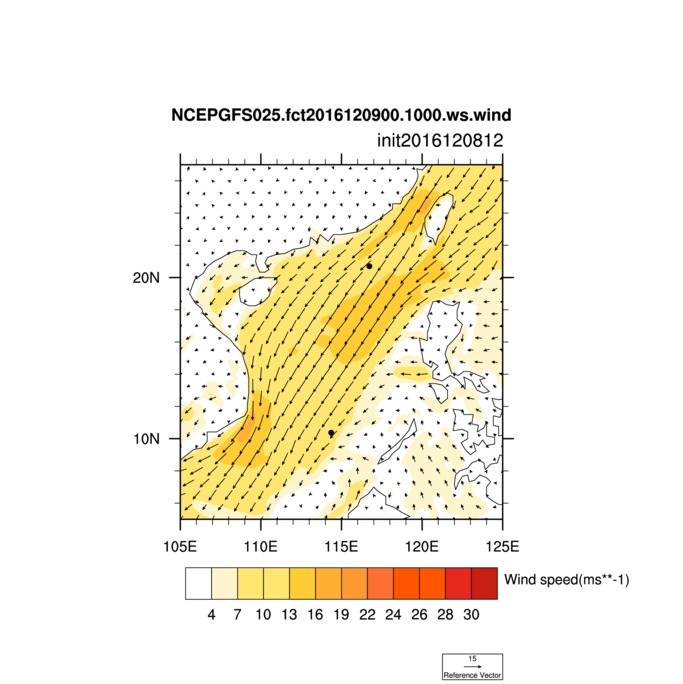 NCEPGFS025.fct2016120900.1000.ws.wind
init2016120812
20N
10N
105E 110E 115E 120E 125E
Wind speed(ms**-1)
4 7 10 13 16 19 22 24 26 28 30
15
Reference Vector